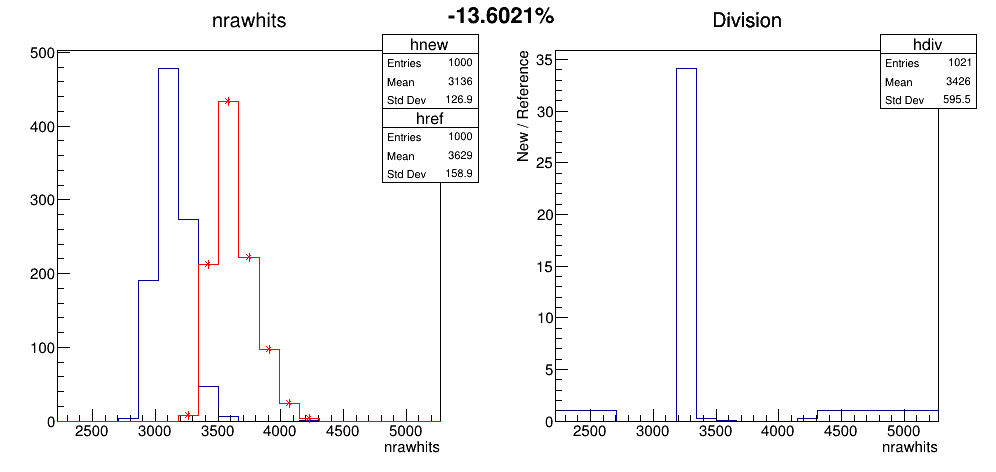 -13.6021%
nrawhits
hnew
Entries 1000
Mean 3136
Std Dev 126.9
href
Entries 1000
Mean 3629
Std Dev 158.9
500
400
300
200
100
0
2500 3000 3500 4000 4500 5000
nrawhits
Division
hdiv
Entries 1021
Mean 3426
Std Dev 595.5
New / Reference
35
30
25
20
15
10
5
0
2500 3000 3500 4000 4500 5000
nrawhits